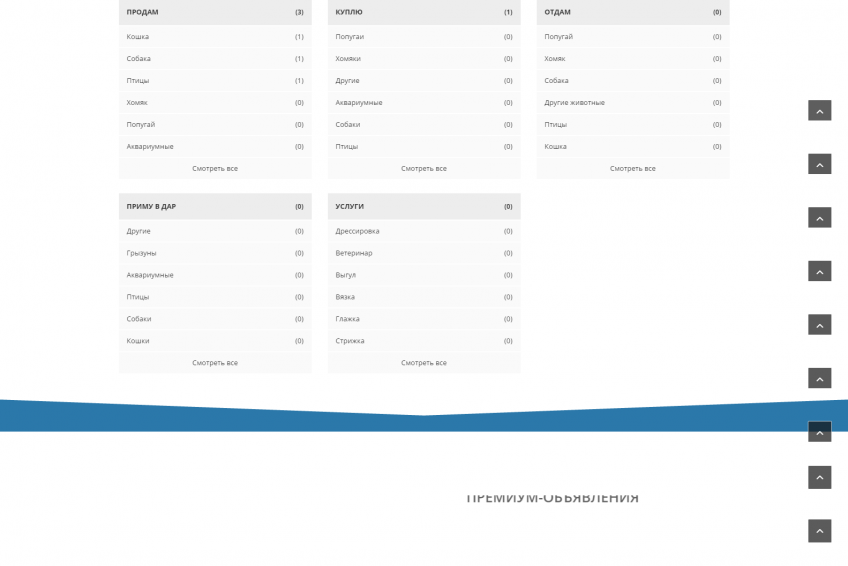 ПРОДАМ (3)
Кошка (1)
Собака (1)
Птицы (1)
Хомяк (0)
Попугай (0)
Аквариумные (0)
Смотреть все
КУПЛЮ (1)
Попугаи (0)
Хомяки (0)
Другие (0)
Аквариумные (0)
Собаки (0)
Птицы (0)
Смотреть все
ОТДАМ (0)
Попугай (0)
Хомяк (0)
Собака (0)
Другие животные (0)
Птицы (0)
Кошка (0)
Смотреть все
ПРИМУ В ДАР (0)
Другие (0)
Грызуны (0)
Аквариумные (0)
Птицы (0)
Собаки (0)
Кошки (0)
Смотреть все
УСЛУГИ (0)
Дрессировка (0)
Ветеринар (0)
Выгул (0)
Вязка (0)
Глажка (0)
Стрижка (0)
Смотреть все
ПРЕМИУМ-ОБЪЯВЛЕНИЯ